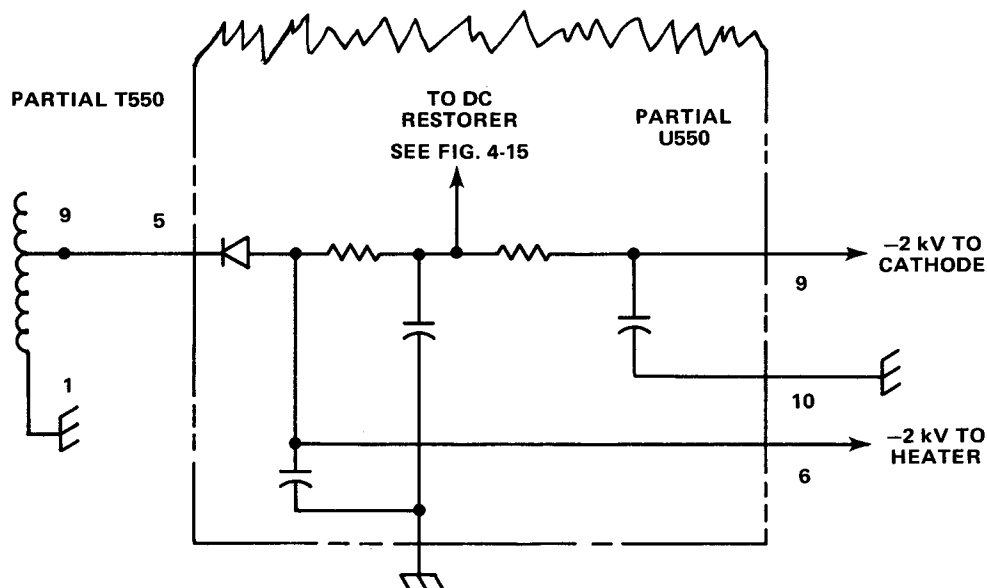 PARTIAL T550
TO DC
RESTORER
SEE FIG. 4-15
PARTIAL
U550
9
5
–2 kV TO
CATHODE
9
1
10
–2 kV TO
HEATER
6